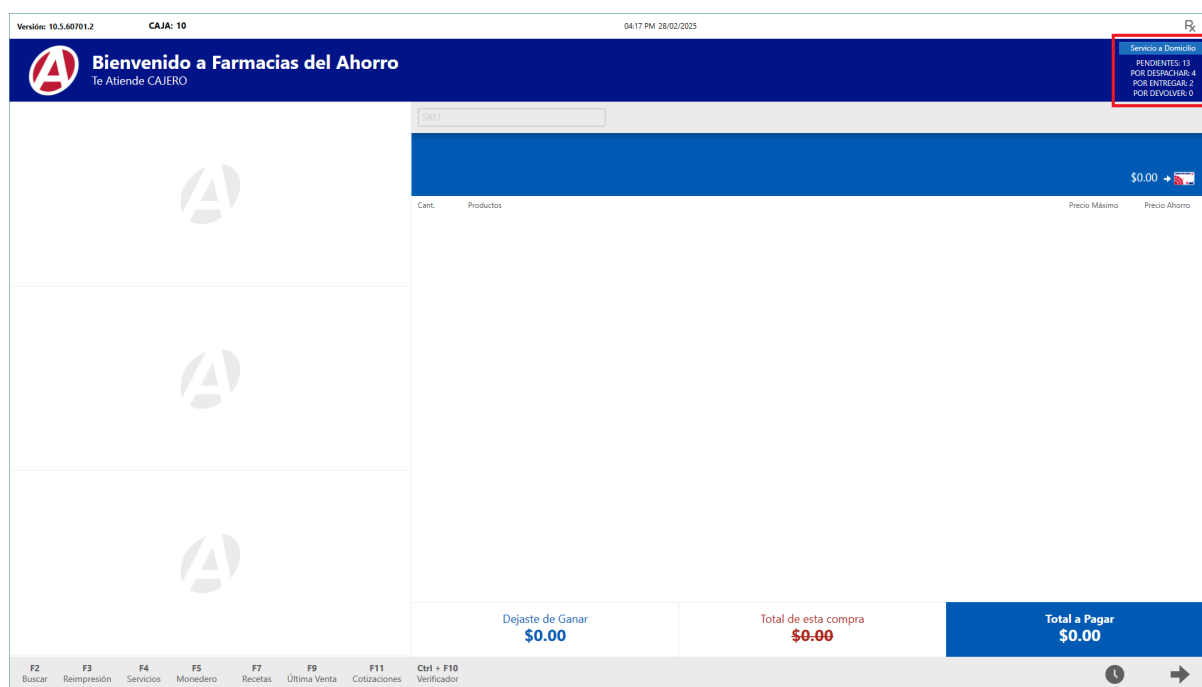 Versión: 10.5.60701.2 CAJA: 10 04:17 PM 28/02/2025
Bienvenido a Farmacias del Ahorro
Te Atiende CAJERO
Servicio a Domicilio
PENDIENTES: 13
POR DESPACHAR: 4
POR ENTREGAR: 2
POR DEVOLVER: 0
SKU
$0.00
Cant. Productos Precio Máximo Precio Ahorro
Dejaste de Ganar
$0.00
Total de esta compra
$0.00
Total a Pagar
$0.00
F2 F3 F4 F5 F7 F9 F11 Ctrl + F10
Buscar Reimpresión Servicios Monedero Recetas Última Venta Cotizaciones Verificador